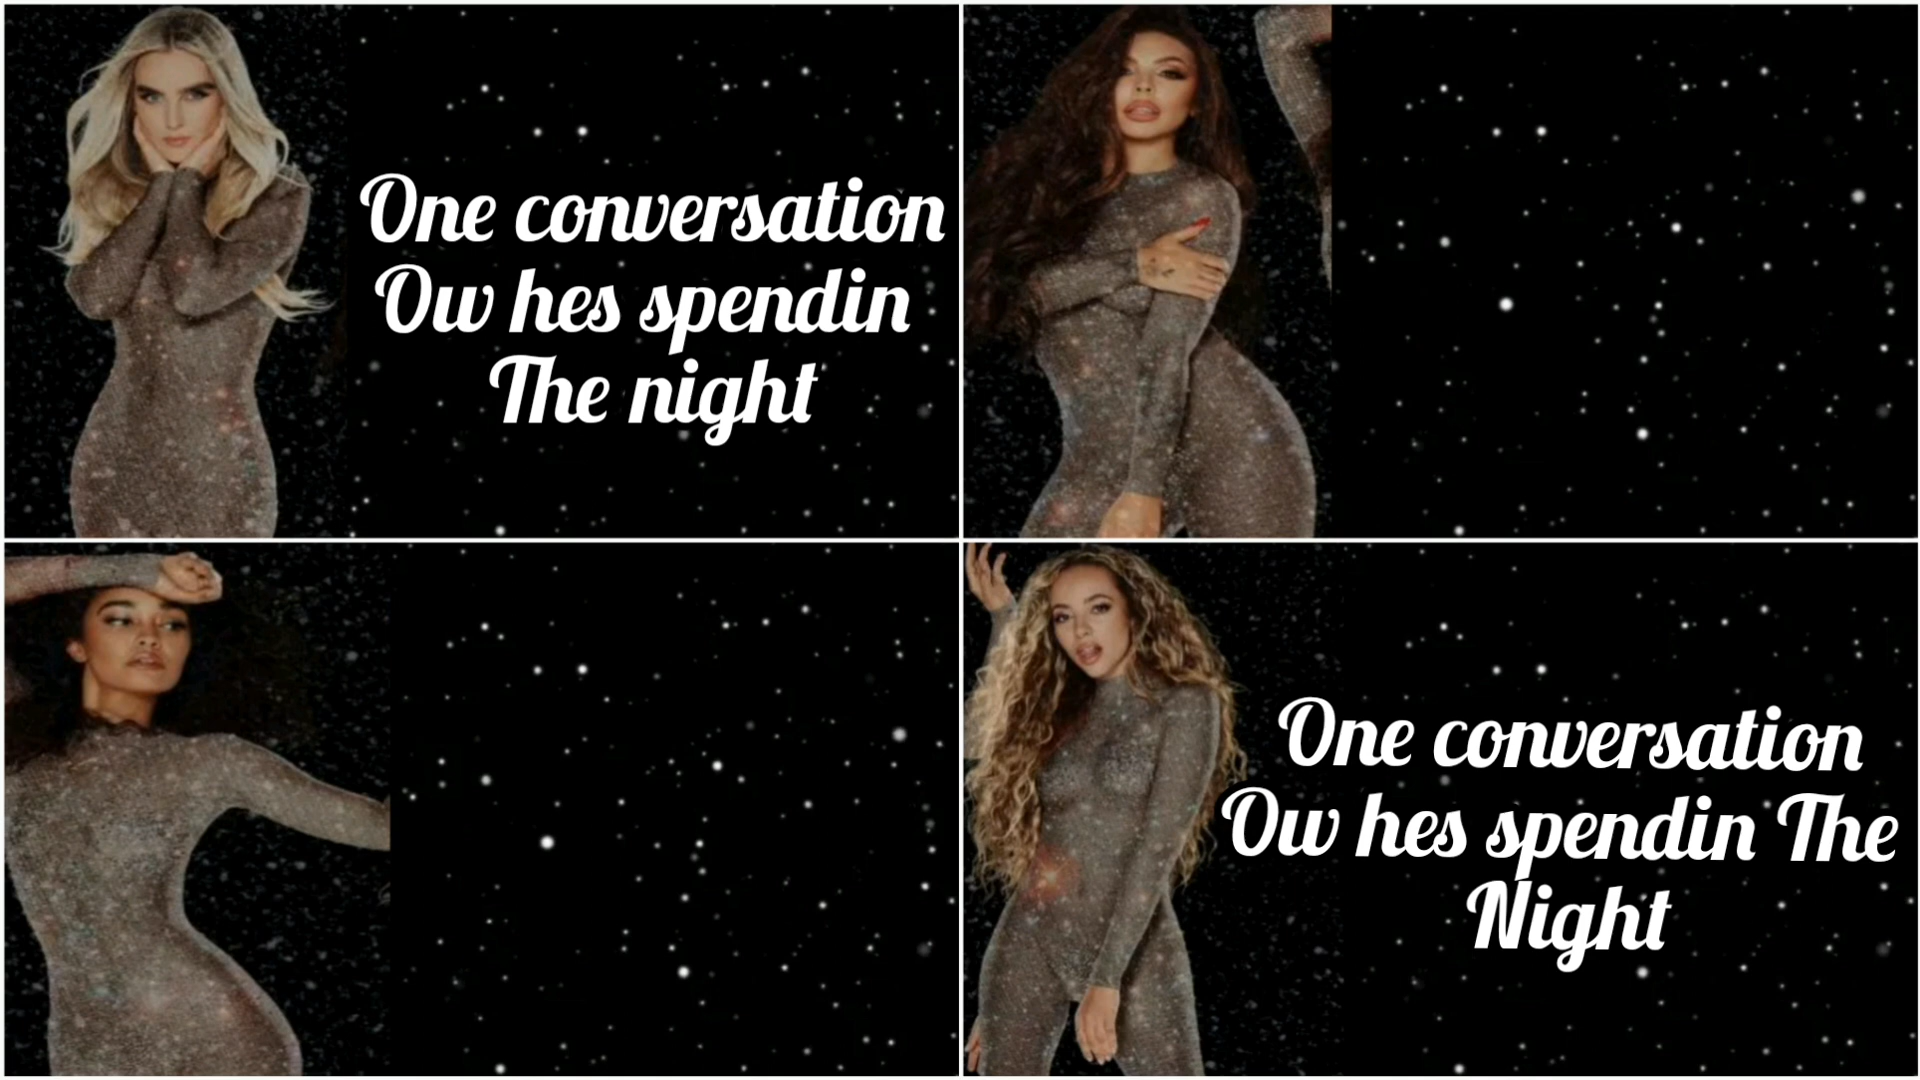 One conversation
Ow hes spendin
The night
One conversation
Ow hes spendin The
Night